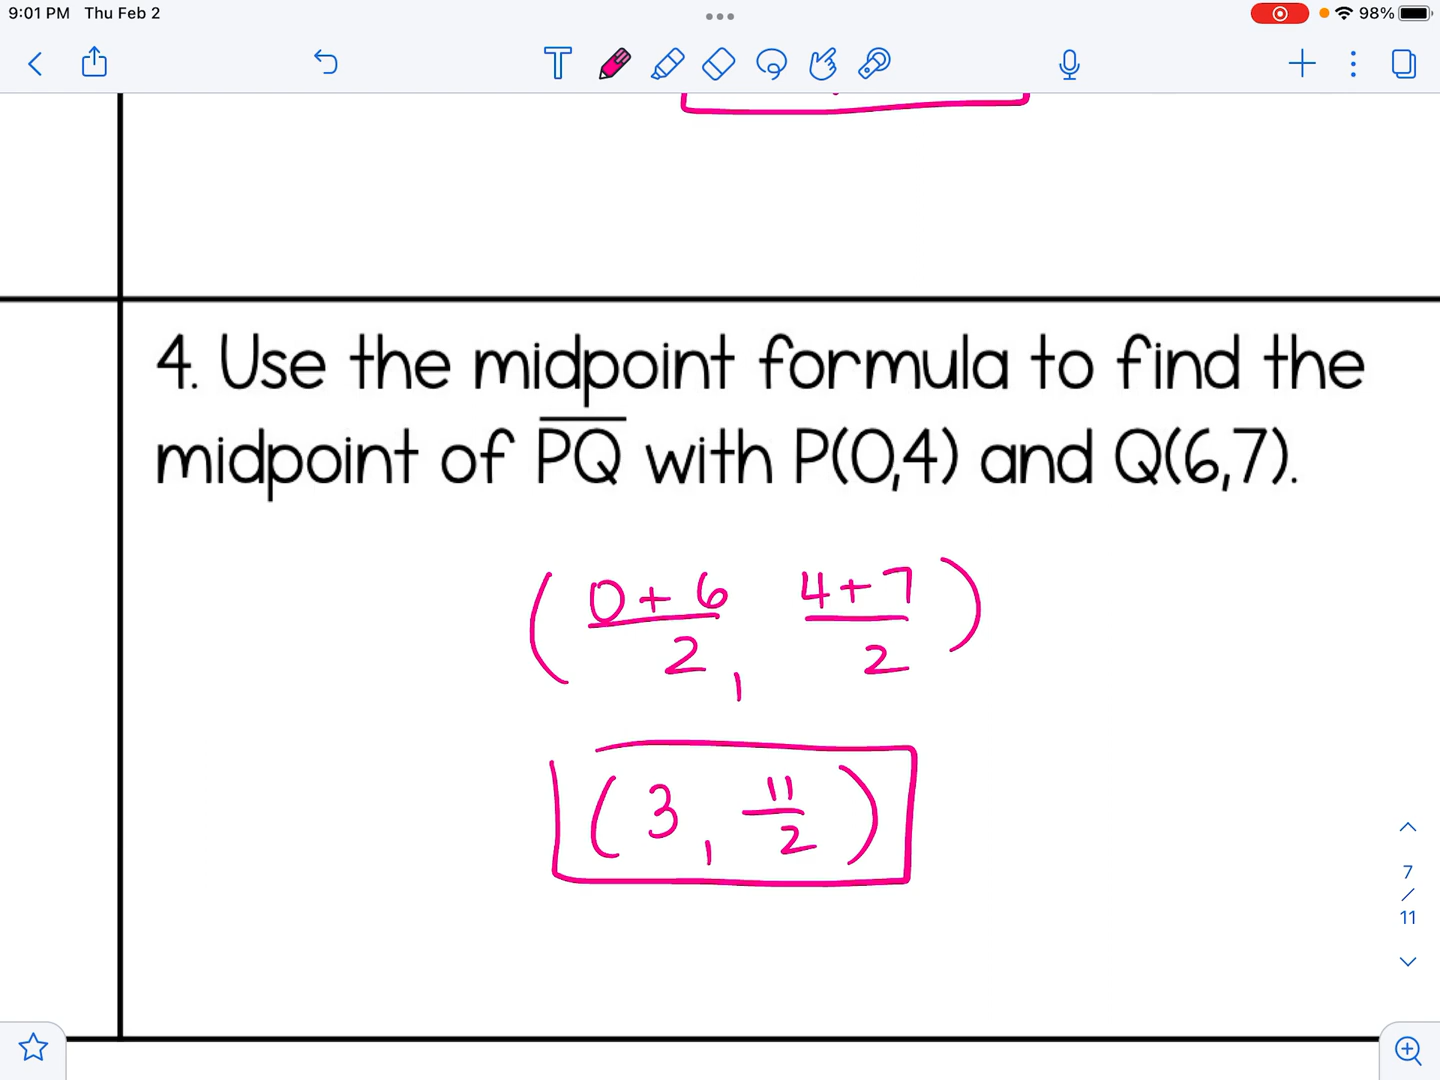 9:01 PM Thu Feb 2
98%
T
4. Use the midpoint formula to find the
midpoint of P̅Q̅ with P(0,4) and Q(6,7).
( 0+6 4+7 )
2 , 2
( 3 , 11/2 )
7
/
11